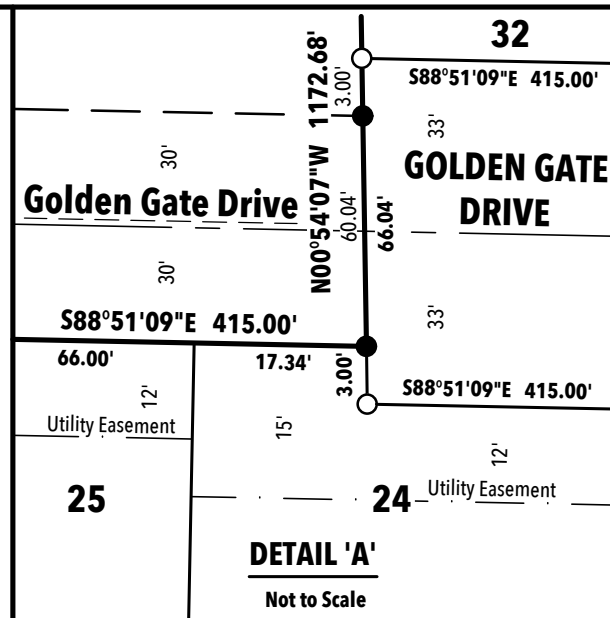 32
S88°51'09"E 415.00'
N00°54'07"W 1172.68'
3.00'
33'
30'
GOLDEN GATE
DRIVE
Golden Gate Drive
60.04'
66.04'
30'
33'
S88°51'09"E 415.00'
66.00'
17.34'
3.00'
S88°51'09"E 415.00'
12'
Utility Easement
15'
12'
25
24
Utility Easement
DETAIL 'A'
Not to Scale